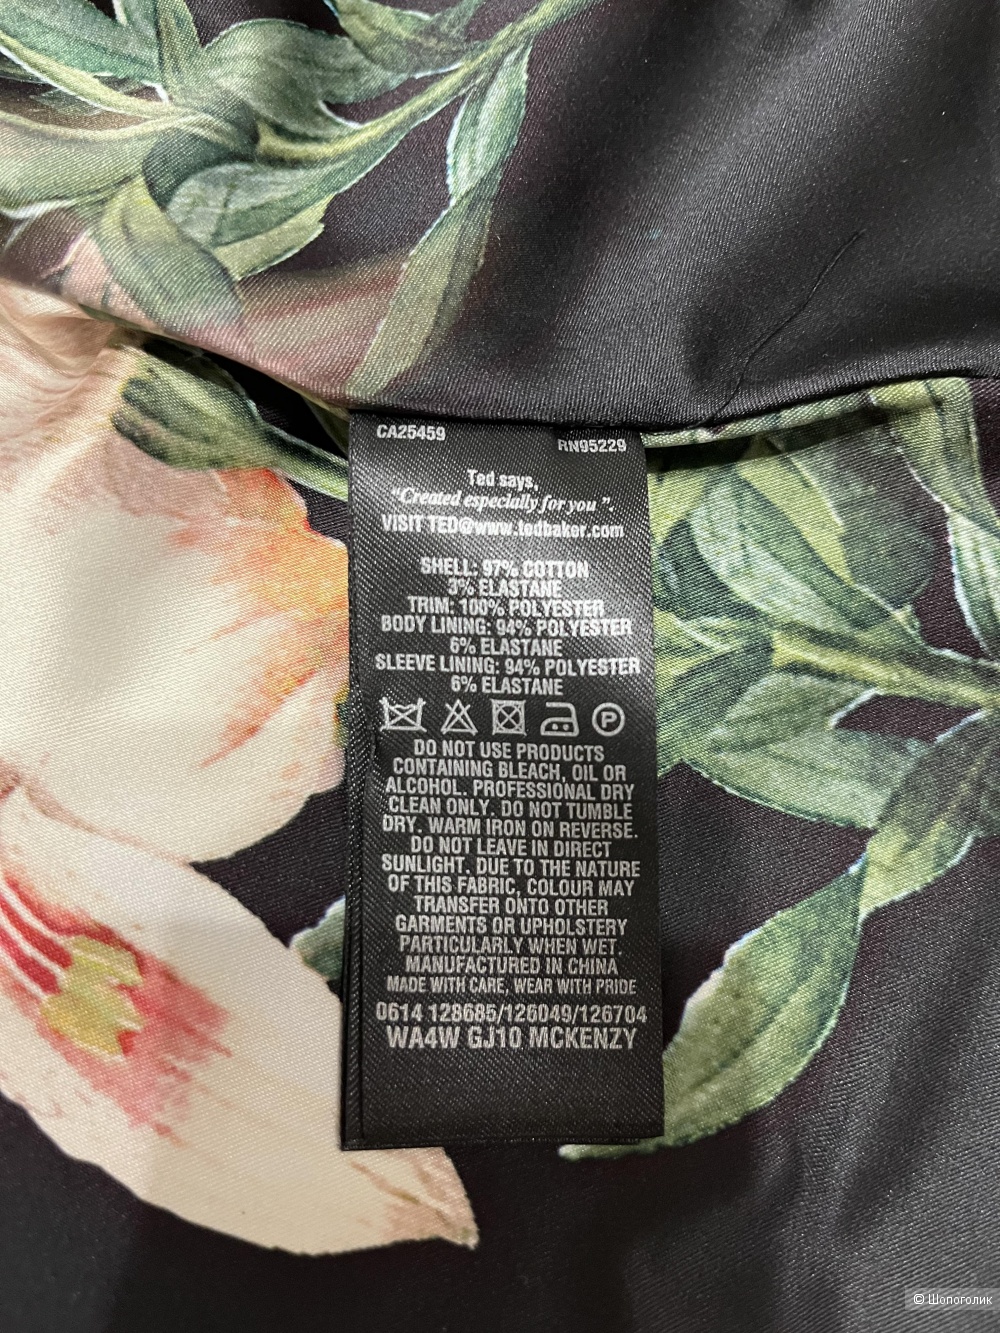 CA25459
RN95229
Ted says,
"Created especially for you".
VISIT TED@www.tedbaker.com
SHELL: 97% COTTON
3% ELASTANE
TRIM: 100% POLYESTER
BODY LINING: 94% POLYESTER
6% ELASTANE
SLEEVE LINING: 94% POLYESTER
6% ELASTANE
P
DO NOT USE PRODUCTS
CONTAINING BLEACH, OIL OR
ALCOHOL. PROFESSIONAL DRY
CLEAN ONLY. DO NOT TUMBLE
DRY. WARM IRON ON REVERSE.
DO NOT LEAVE IN DIRECT
SUNLIGHT. DUE TO THE NATURE
OF THIS FABRIC, COLOUR MAY
TRANSFER ONTO OTHER
GARMENTS OR UPHOLSTERY
PARTICULARLY WHEN WET.
MANUFACTURED IN CHINA
MADE WITH CARE, WEAR WITH PRIDE
0614 128685/126049/126704
WA4W GJ10 MCKENZY
© Шопоголик